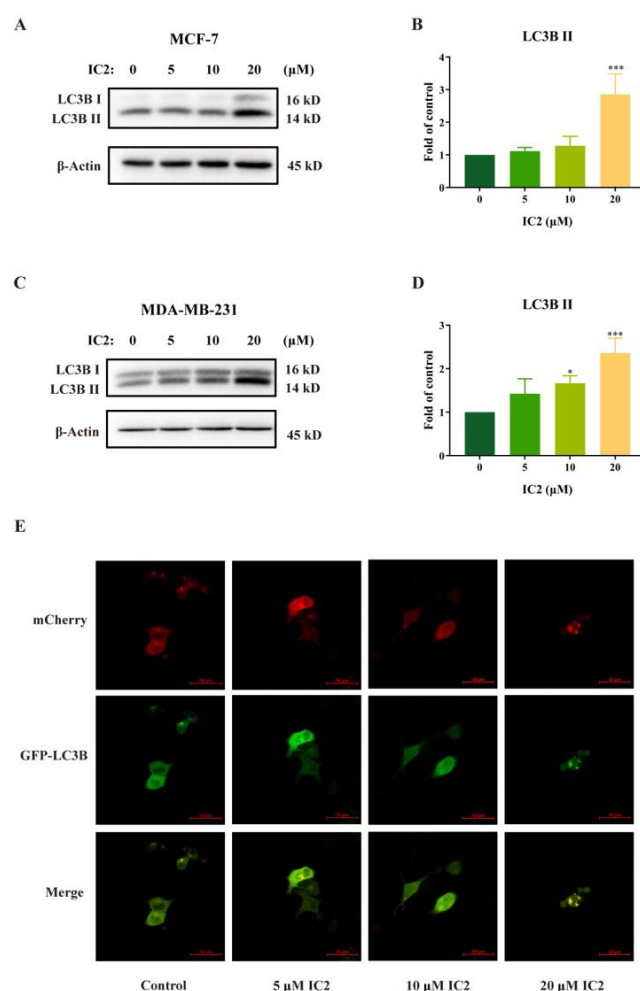 A
MCF-7
IC2: 0 5 10 20 (μM)
LC3B I 16 kD
LC3B II 14 kD
β-Actin 45 kD
B
LC3B II
Fold of control
4
3
2
1
0
***
0 5 10 20
IC2 (μM)
C
MDA-MB-231
IC2: 0 5 10 20 (μM)
LC3B I 16 kD
LC3B II 14 kD
β-Actin 45 kD
D
LC3B II
Fold of control
3
2
1
0
*
***
0 5 10 20
IC2 (μM)
E
mCherry
GFP-LC3B
Merge
Control 5 μM IC2 10 μM IC2 20 μM IC2